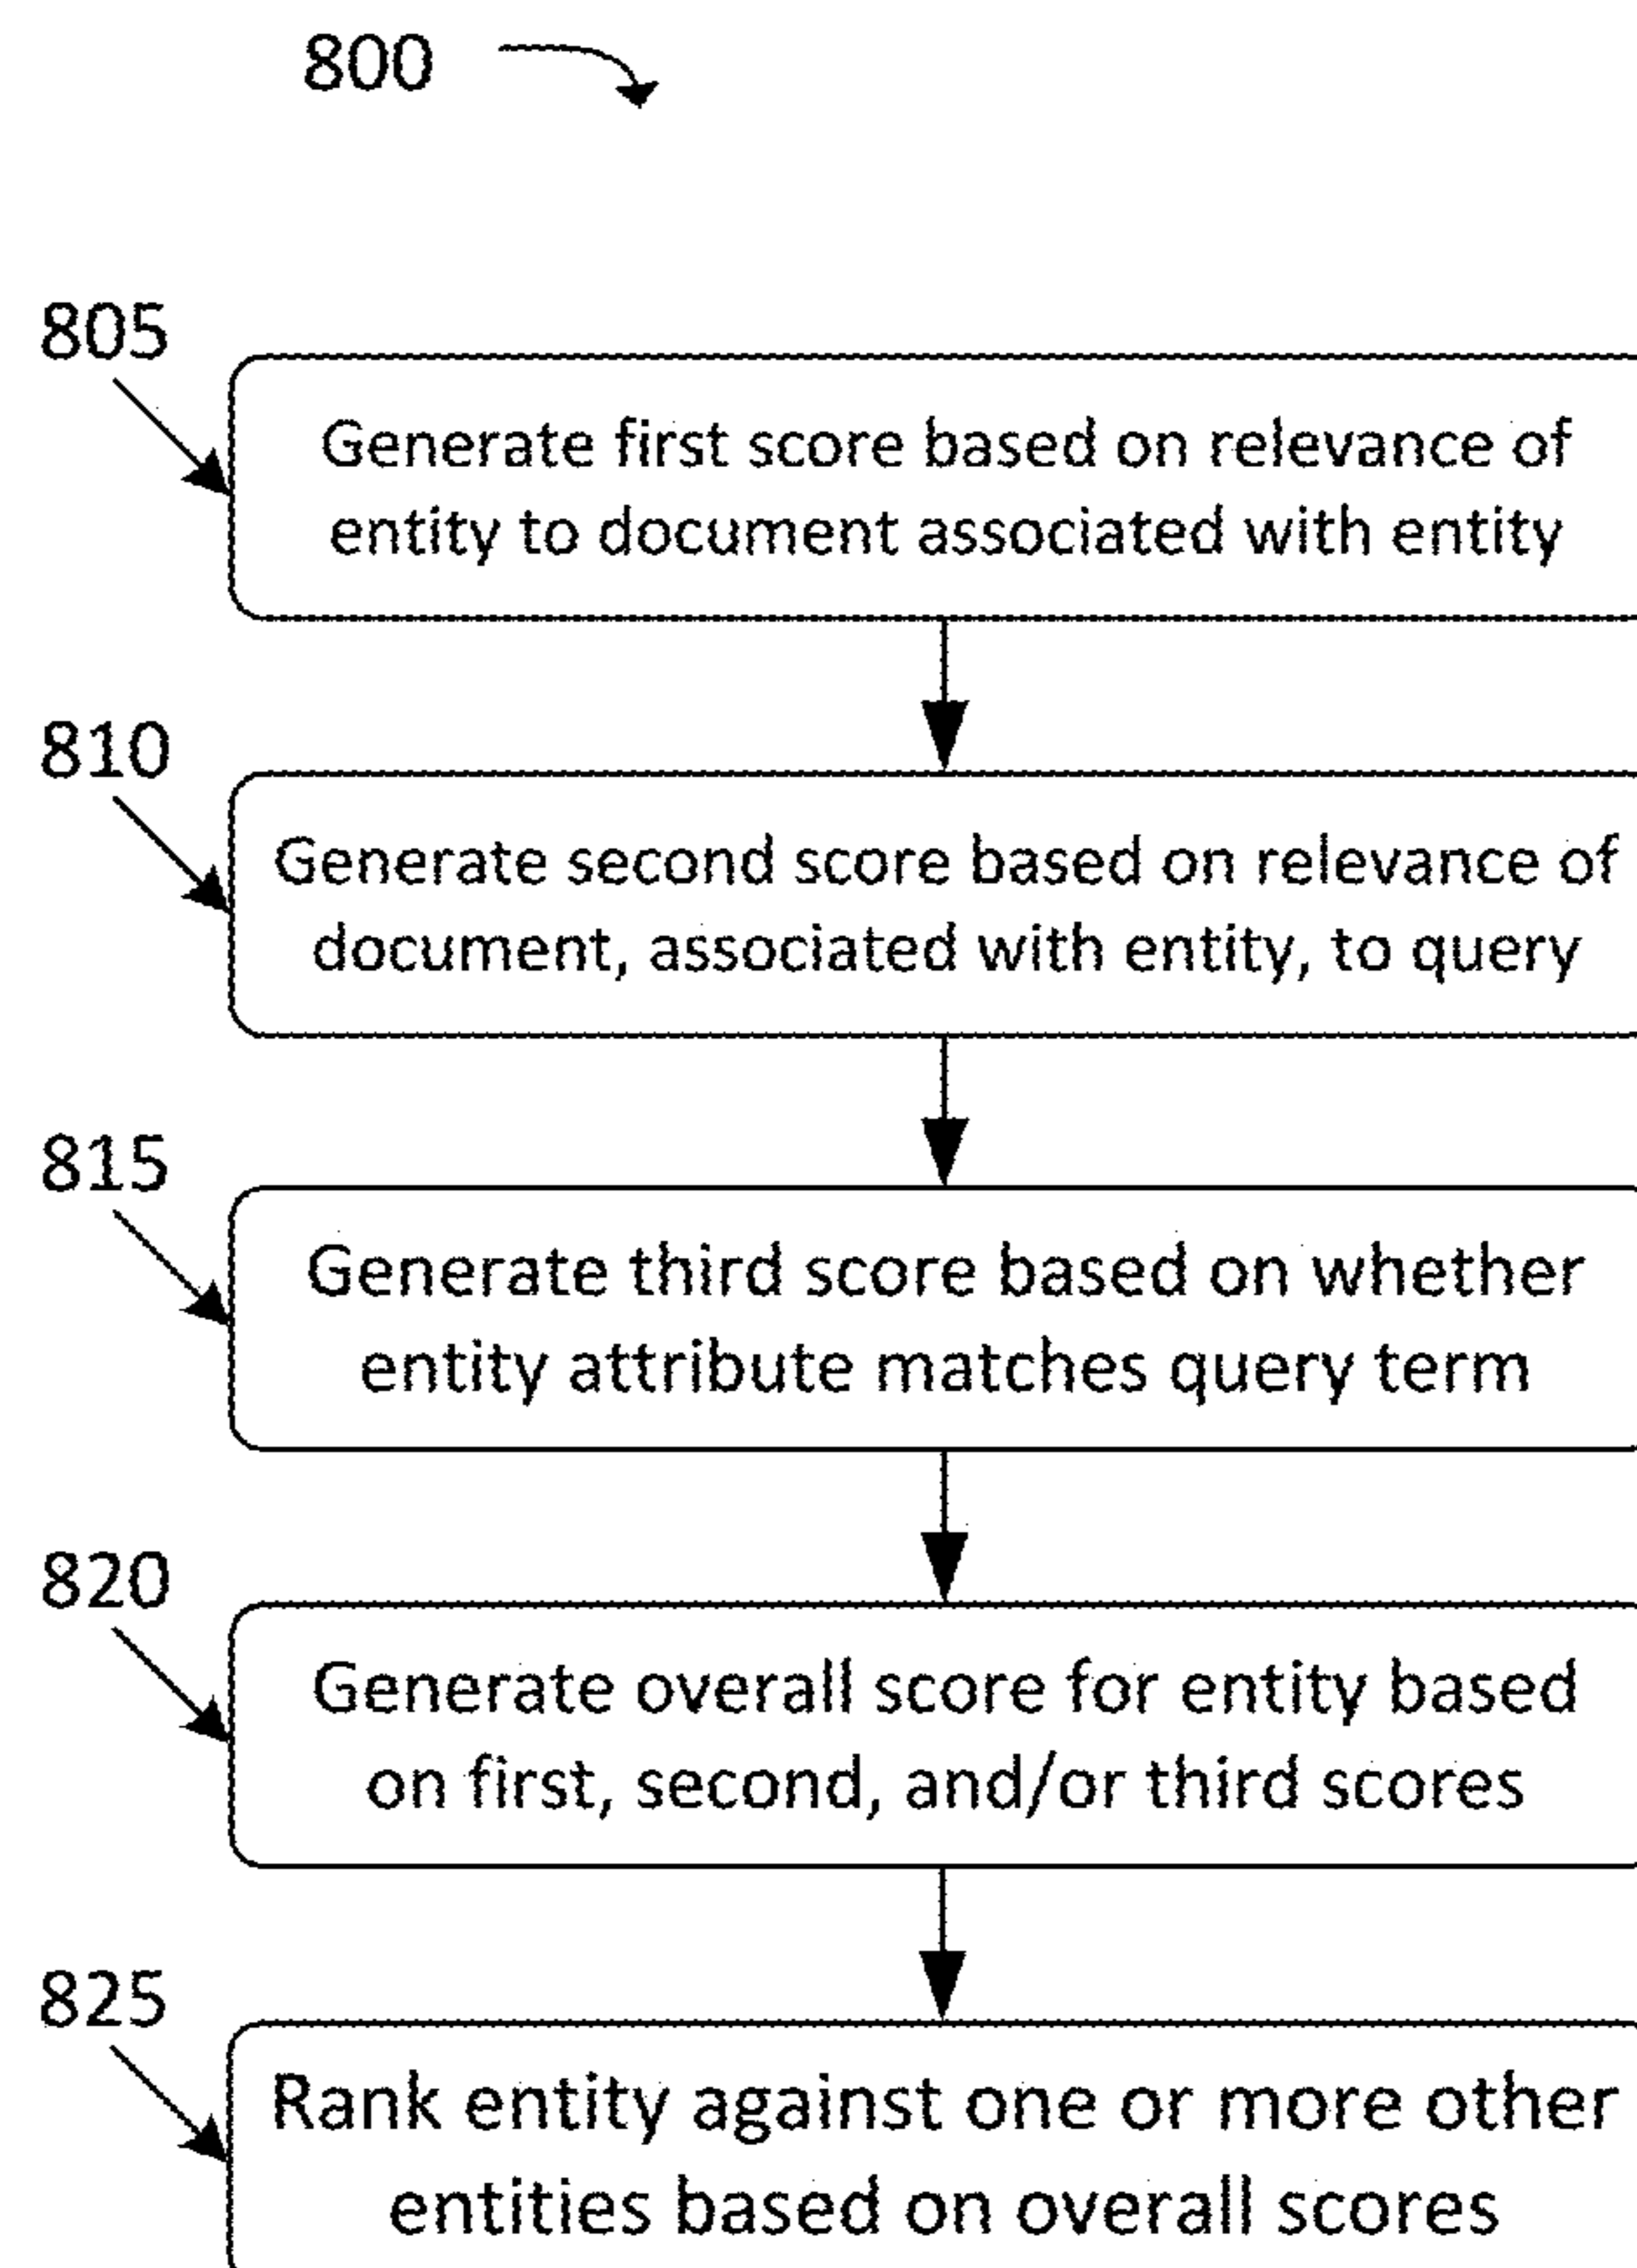 800
805
Generate first score based on relevance of
entity to document associated with entity
810
Generate second score based on relevance of
document, associated with entity, to query
815
Generate third score based on whether
entity attribute matches query term
820
Generate overall score for entity based
on first, second, and/or third scores
825
Rank entity against one or more other
entities based on overall scores